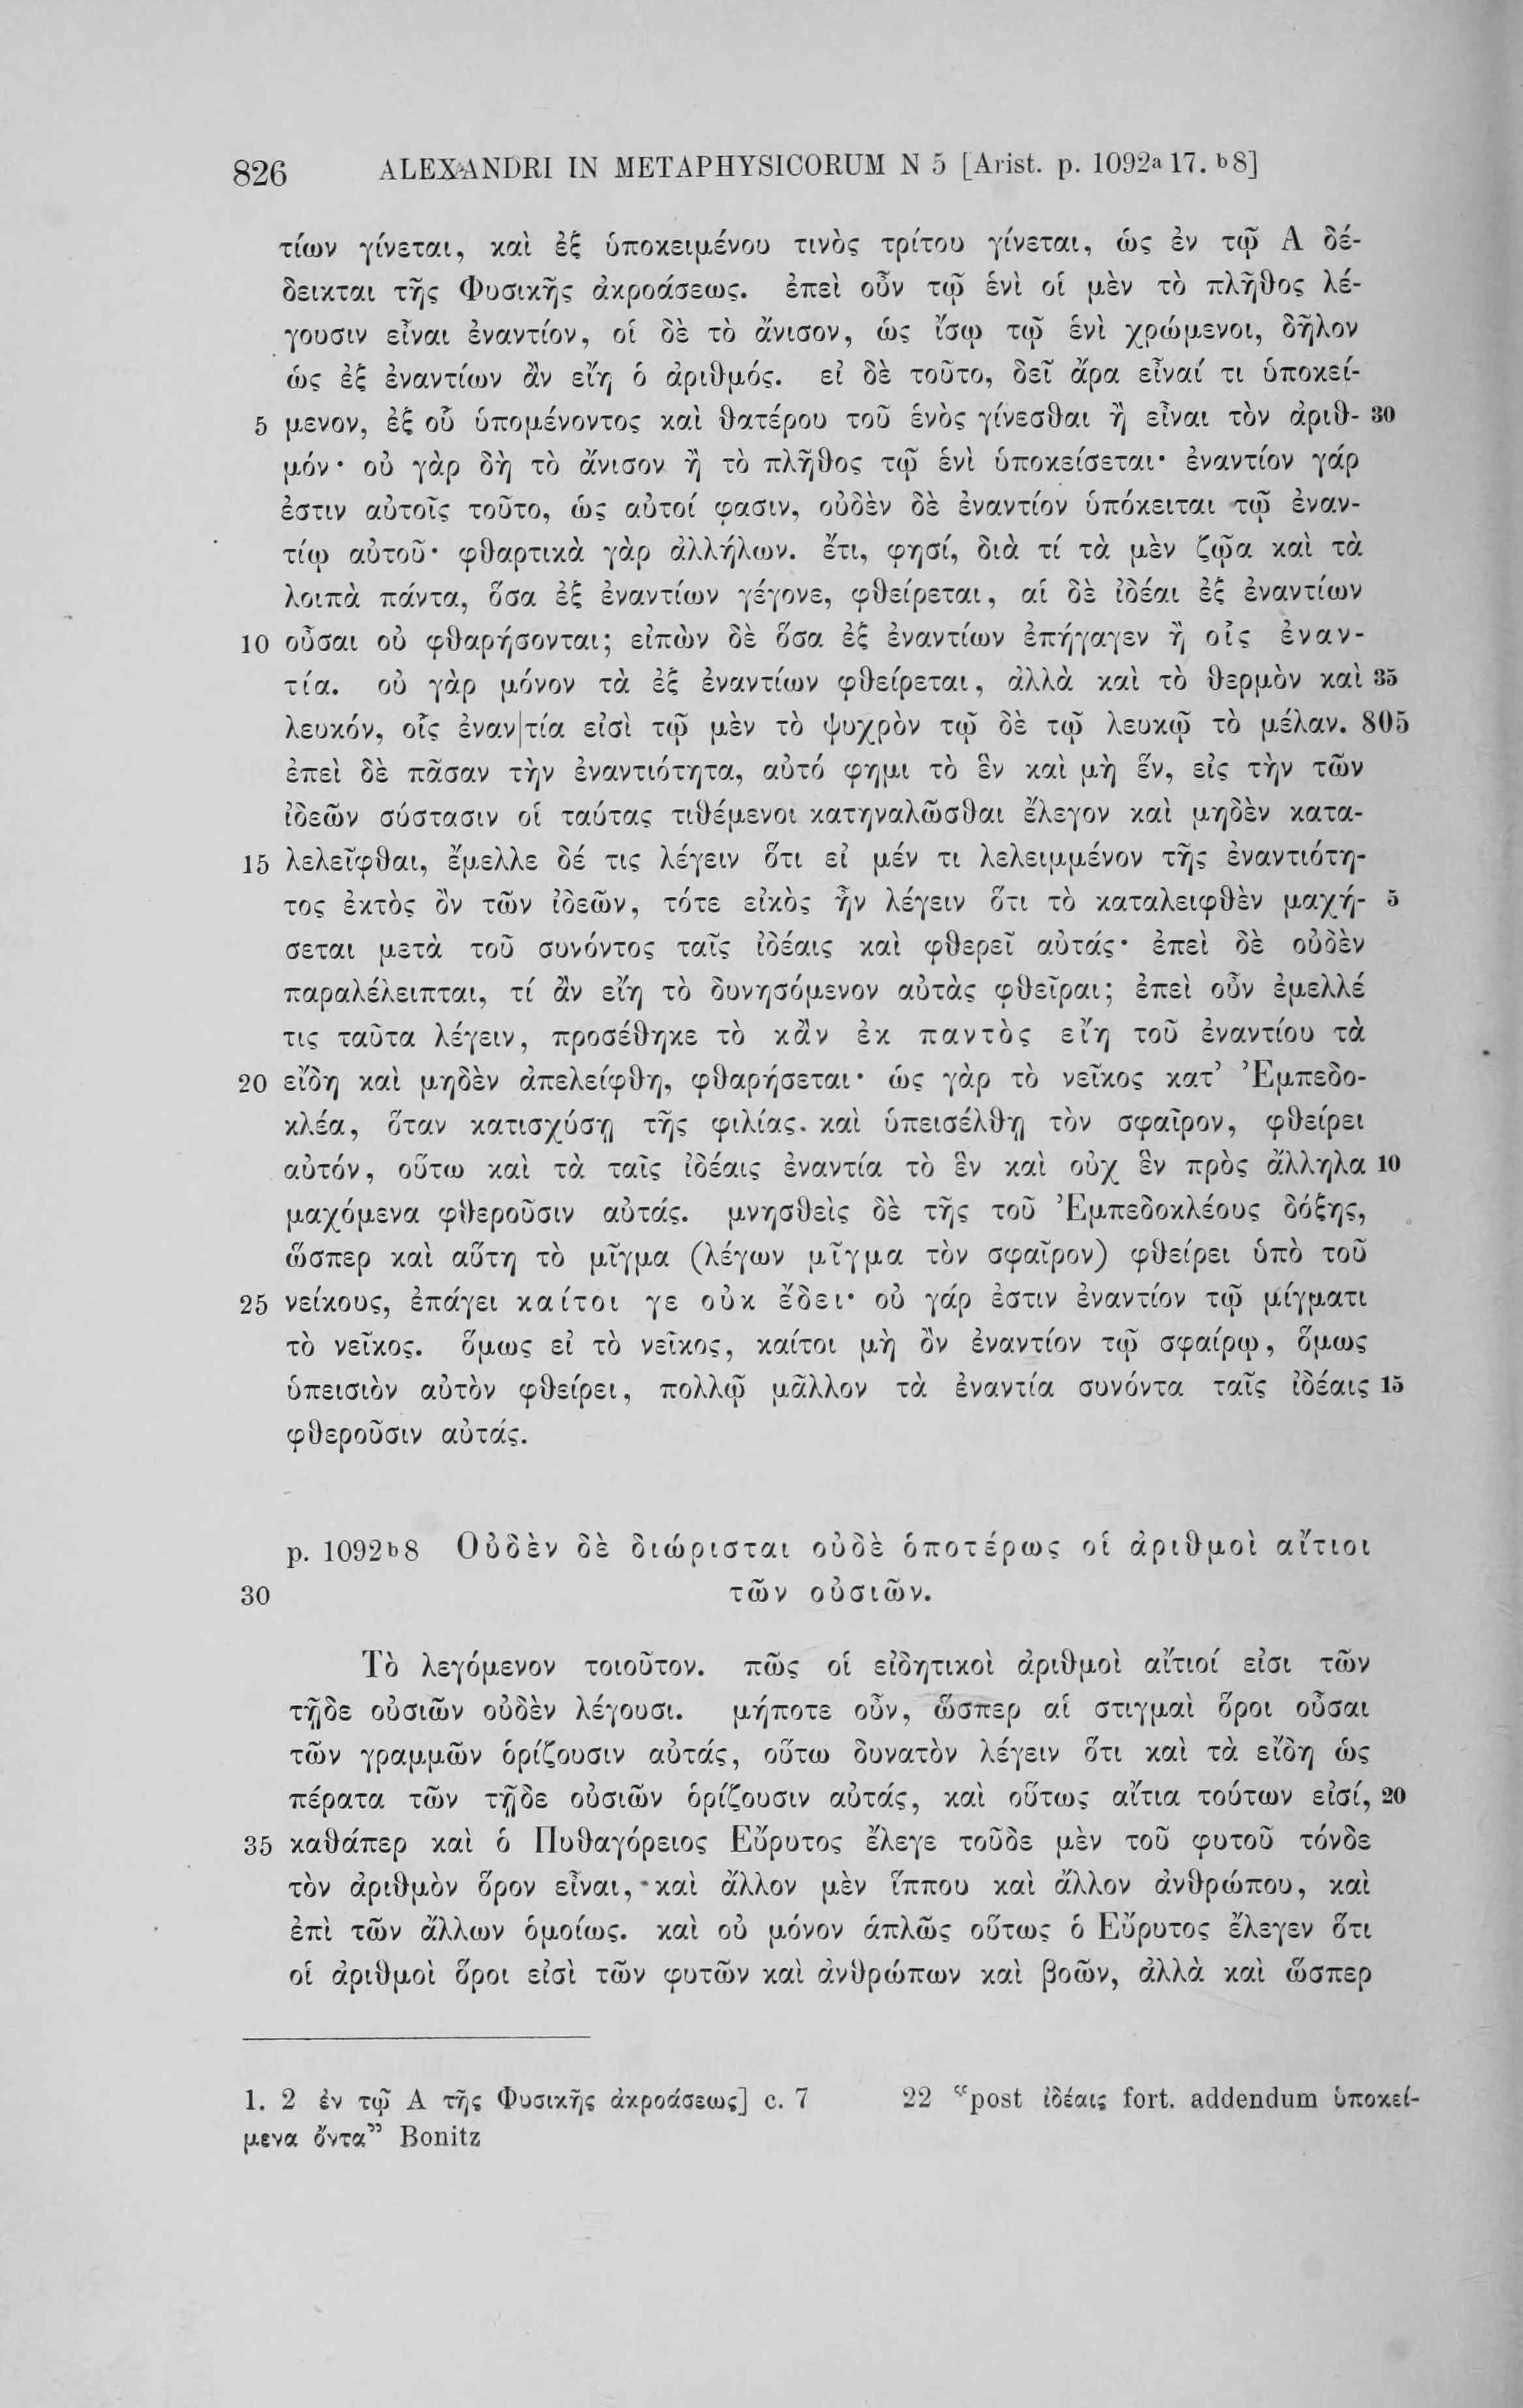 826 ALEXANDRI IN METAPHYSICORUM N 5 [Arist. p. 1092a 17. b 8]
τίων γίνεται, καὶ ἐξ ὑποκειμένου τινὸς τρίτου γίνεται, ὡς ἐν τῷ Α δέ-
δεικται τῆς Φυσικῆς ἀκροάσεως. ἐπεὶ οὖν τῷ ἑνὶ οἱ μὲν τὸ πλῆθος λέ-
γουσιν εἶναι ἐναντίον, οἱ δὲ τὸ ἄνισον, ὡς ἴσῳ τῷ ἑνὶ χρώμενοι, δῆλον
ὡς ἐξ ἐναντίων ἂν εἴη ὁ ἀριθμός. εἰ δὲ τοῦτο, δεῖ ἄρα εἶναί τι ὑποκεί-
5 μενον, ἐξ οὗ ὑπομένοντος καὶ θατέρου τοῦ ἑνὸς γίνεσθαι ἢ εἶναι τὸν ἀριθ- 30
μόν· οὐ γὰρ δὴ τὸ ἄνισον ἢ τὸ πλῆθος τῷ ἑνὶ ὑποκείσεται· ἐναντίον γάρ
ἐστιν αὐτοῖς τοῦτο, ὡς αὐτοί φασιν, οὐδὲν δὲ ἐναντίον ὑπόκειται τῷ ἐναν-
τίῳ αὐτοῦ· φθαρτικὰ γὰρ ἀλλήλων. ἔτι, φησί, διὰ τί τὰ μὲν ζῷα καὶ τὰ
λοιπὰ πάντα, ὅσα ἐξ ἐναντίων γέγονε, φθείρεται, αἱ δὲ ἰδέαι ἐξ ἐναντίων
10 οὖσαι οὐ φθαρήσονται; εἰπὼν δὲ ὅσα ἐξ ἐναντίων ἐπήγαγεν ἢ οἷς ἐναν-
τία. οὐ γὰρ μόνον τὰ ἐξ ἐναντίων φθείρεται, ἀλλὰ καὶ τὸ θερμὸν καὶ 35
λευκόν, οἷς ἐναν|τία εἰσὶ τῷ μὲν τὸ ψυχρὸν τῷ δὲ τῷ λευκῷ τὸ μέλαν. 805
ἐπεὶ δὲ πᾶσαν τὴν ἐναντιότητα, αὐτό φημι τὸ ἓν καὶ μὴ ἕν, εἰς τὴν τῶν
ἰδεῶν σύστασιν οἱ ταύτας τιθέμενοι κατηναλῶσθαι ἔλεγον καὶ μηδὲν κατα-
15 λελεῖφθαι, ἔμελλε δέ τις λέγειν ὅτι εἰ μέν τι λελειμμένον τῆς ἐναντιότη-
τος ἐκτὸς ὂν τῶν ἰδεῶν, τότε εἰκὸς ἦν λέγειν ὅτι τὸ καταλειφθὲν μαχή- 5
σεται μετὰ τοῦ συνόντος ταῖς ἰδέαις καὶ φθερεῖ αὐτάς· ἐπεὶ δὲ οὐδὲν
παραλέλειπται, τί ἂν εἴη τὸ δυνησόμενον αὐτὰς φθεῖραι; ἐπεὶ οὖν ἐμελλέ
τις ταῦτα λέγειν, προσέθηκε τὸ κἂν ἐκ παντὸς εἴη τοῦ ἐναντίου τὰ
20 εἴδη καὶ μηδὲν ἀπελείφθη, φθαρήσεται· ὡς γὰρ τὸ νεῖκος κατ’ Ἐμπεδο-
κλέα, ὅταν κατισχύσῃ τῆς φιλίας. καὶ ὑπεισέλθῃ τὸν σφαῖρον, φθείρει
αὐτόν, οὕτω καὶ τὰ ταῖς ἰδέαις ἐναντία τὸ ἓν καὶ οὐχ ἓν πρὸς ἄλληλα 10
μαχόμενα φθεροῦσιν αὐτάς. μνησθεὶς δὲ τῆς τοῦ Ἐμπεδοκλέους δόξης,
ὥσπερ καὶ αὕτη τὸ μῖγμα (λέγων μῖγμα τὸν σφαῖρον) φθείρει ὑπὸ τοῦ
25 νείκους, ἐπάγει καίτοι γε οὐκ ἔδει· οὐ γάρ ἐστιν ἐναντίον τῷ μίγματι
τὸ νεῖκος. ὅμως εἰ τὸ νεῖκος, καίτοι μὴ ὂν ἐναντίον τῷ σφαίρῳ, ὅμως
ὑπεισιὸν αὐτὸν φθείρει, πολλῷ μᾶλλον τὰ ἐναντία συνόντα ταῖς ἰδέαις 15
φθεροῦσιν αὐτάς.
p. 1092b8 Οὐδὲν δὲ διώρισται οὐδὲ ὁποτέρως οἱ ἀριθμοὶ αἴτιοι
30 τῶν οὐσιῶν.
Τὸ λεγόμενον τοιοῦτον. πῶς οἱ εἰδητικοὶ ἀριθμοὶ αἴτιοί εἰσι τῶν
τῇδε οὐσιῶν οὐδὲν λέγουσι. μήποτε οὖν, ὥσπερ αἱ στιγμαὶ ὅροι οὖσαι
τῶν γραμμῶν ὁρίζουσιν αὐτάς, οὕτω δυνατὸν λέγειν ὅτι καὶ τὰ εἴδη ὡς
πέρατα τῶν τῇδε οὐσιῶν ὁρίζουσιν αὐτάς, καὶ οὕτως αἴτια τούτων εἰσί, 20
35 καθάπερ καὶ ὁ Πυθαγόρειος Εὔρυτος ἔλεγε τοῦδε μὲν τοῦ φυτοῦ τόνδε
τὸν ἀριθμὸν ὅρον εἶναι, καὶ ἄλλον μὲν ἵππου καὶ ἄλλον ἀνθρώπου, καὶ
ἐπὶ τῶν ἄλλων ὁμοίως. καὶ οὐ μόνον ἁπλῶς οὕτως ὁ Εὔρυτος ἔλεγεν ὅτι
οἱ ἀριθμοὶ ὅροι εἰσὶ τῶν φυτῶν καὶ ἀνθρώπων καὶ βοῶν, ἀλλὰ καὶ ὥσπερ
1. 2 ἐν τῷ Α τῆς Φυσικῆς ἀκροάσεως] c. 7 22 “post ἰδέαις fort. addendum ὑποκεί-
μενα ὄντα” Bonitz